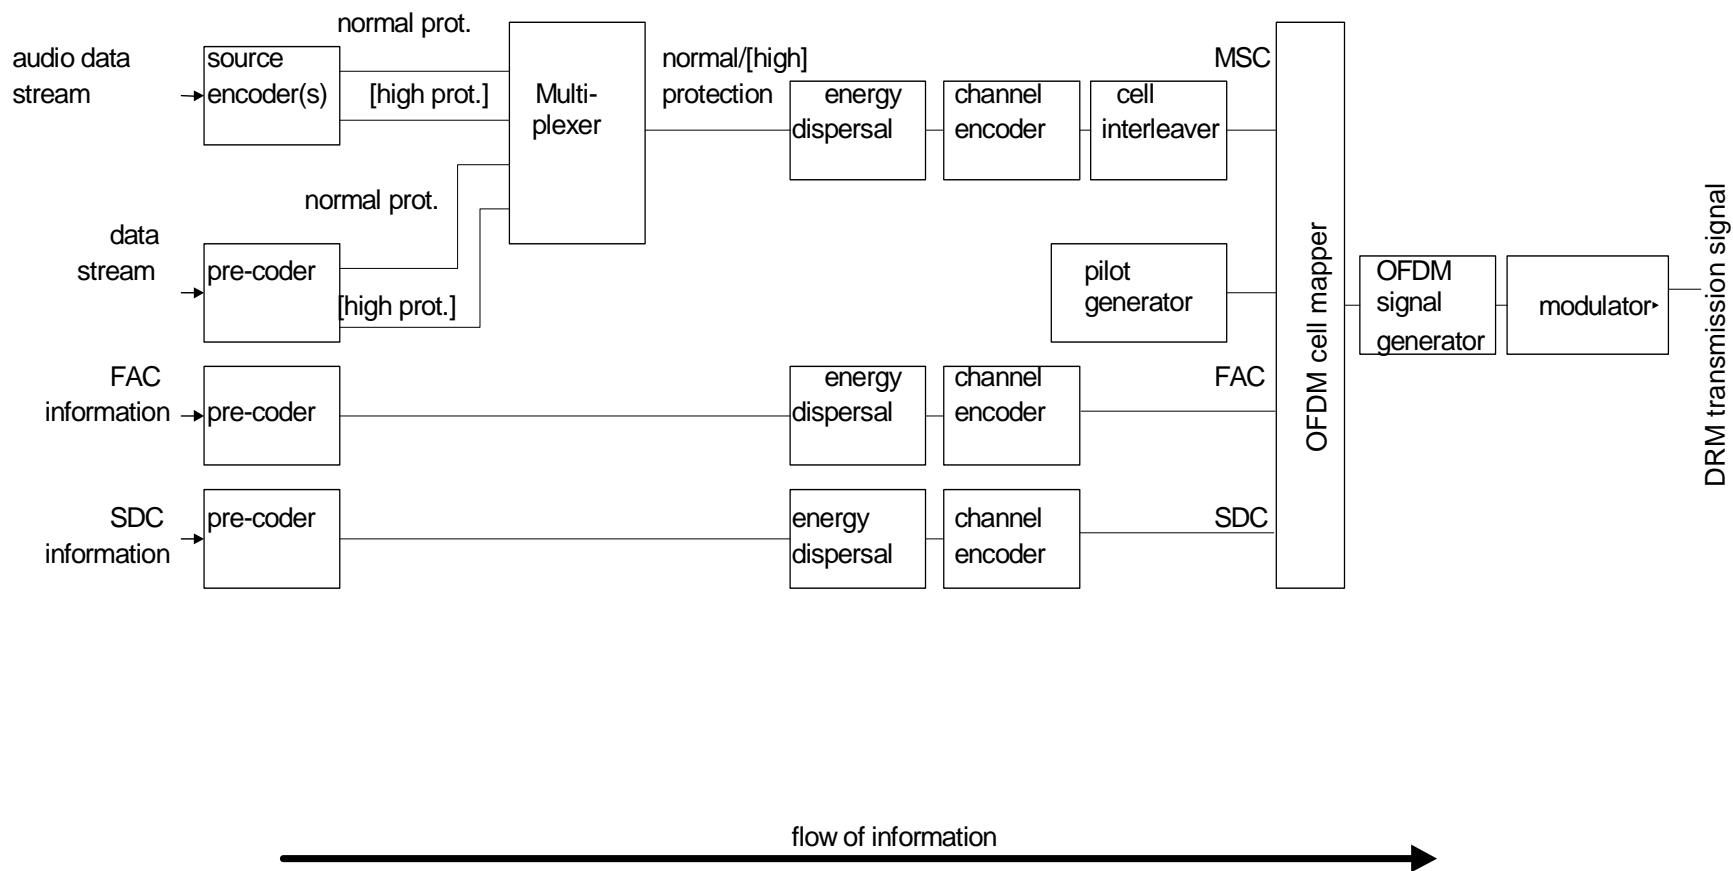 normal prot.
audio data
stream
source
encoder(s)
[high prot.]
Multi-
plexer
normal/[high]
protection
energy
dispersal
channel
encoder
cell
interleaver
MSC
normal prot.
data
stream
pre-coder
[high prot.]
pilot
generator
OFDM cell mapper
OFDM
signal
generator
modulator
DRM transmission signal
FAC
information
pre-coder
energy
dispersal
channel
encoder
FAC
SDC
information
pre-coder
energy
dispersal
channel
encoder
SDC
flow of information